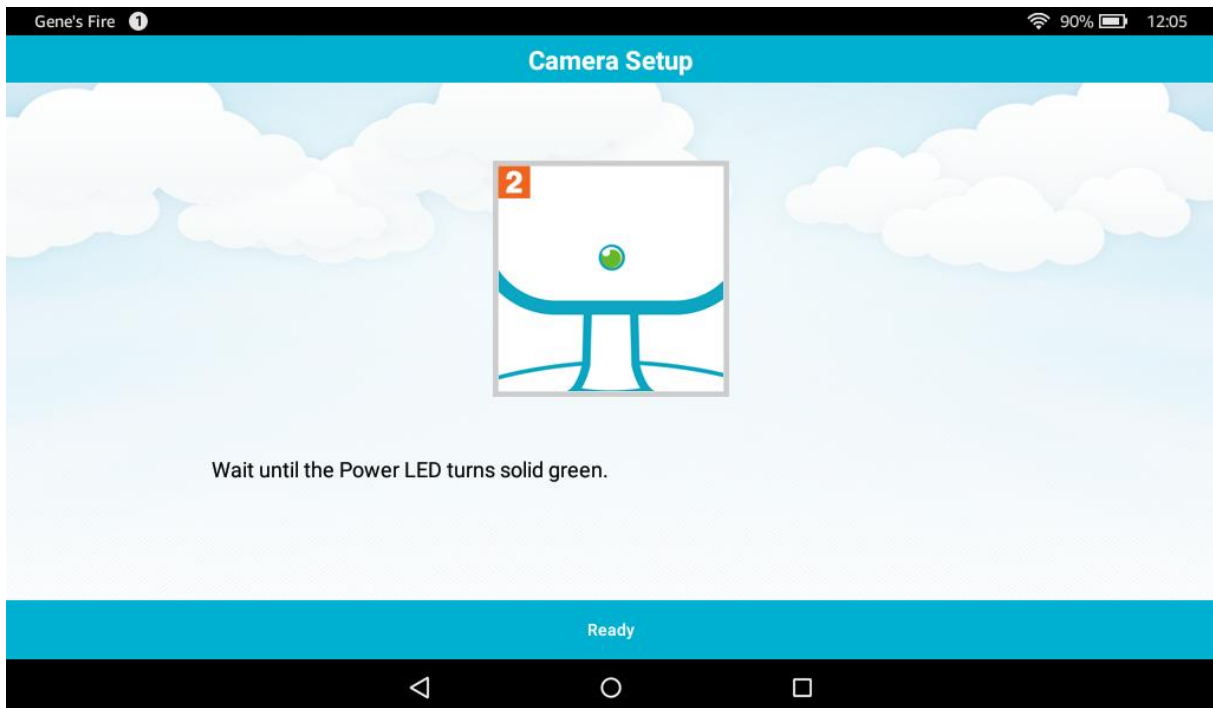 Gene's Fire 1 90% 12:05
Camera Setup
2
Wait until the Power LED turns solid green.
Ready